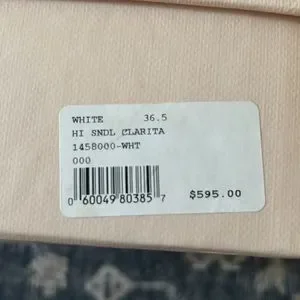 WHITE 36.5
HI SNDL CLARITA
1458000-WHT
000
0 60049 80385 7
$595.00